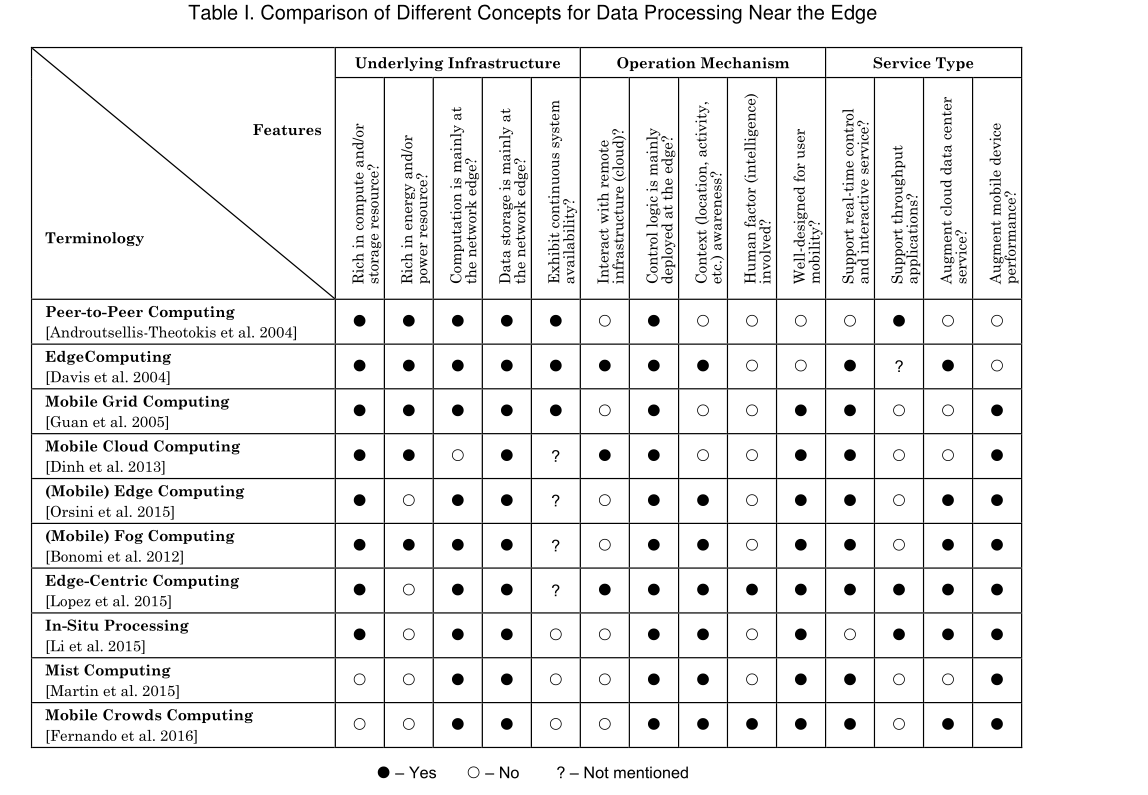 Table I. Comparison of Different Concepts for Data Processing Near the Edge
Underlying Infrastructure Operation Mechanism Service Type
Features
Terminology
Rich in compute and/or
storage resource?
Rich in energy and/or
power resource?
Computation is mainly at
the network edge?
Data storage is mainly at
the network edge?
Exhibit continuous system
availability?
Interact with remote
infrastructure (cloud)?
Control logic is mainly
deployed at the edge?
Context (location, activity,
etc.) awareness?
Human factor (intelligence)
involved?
Well-designed for user
mobility?
Support real-time control
and interactive service?
Support throughput
applications?
Augment cloud data center
service?
Augment mobile device
performance?
Peer-to-Peer Computing
[Androutsellis-Theotokis et al. 2004] ● ● ● ● ● ○ ● ○ ○ ○ ○ ● ○ ○
EdgeComputing
[Davis et al. 2004] ● ● ● ● ● ● ● ● ○ ○ ● ? ● ○
Mobile Grid Computing
[Guan et al. 2005] ● ● ● ● ● ○ ● ○ ○ ● ● ○ ○ ●
Mobile Cloud Computing
[Dinh et al. 2013] ● ● ○ ● ? ● ● ○ ○ ● ● ○ ○ ●
(Mobile) Edge Computing
[Orsini et al. 2015] ● ○ ● ● ? ○ ● ● ○ ● ● ○ ● ●
(Mobile) Fog Computing
[Bonomi et al. 2012] ● ● ● ● ? ○ ● ● ○ ● ● ○ ● ●
Edge-Centric Computing
[Lopez et al. 2015] ● ○ ● ● ? ● ● ● ● ● ● ● ● ●
In-Situ Processing
[Li et al. 2015] ● ○ ● ● ○ ○ ● ● ○ ● ○ ● ● ●
Mist Computing
[Martin et al. 2015] ○ ○ ● ● ○ ○ ● ● ○ ● ● ○ ○ ●
Mobile Crowds Computing
[Fernando et al. 2016] ○ ○ ● ● ○ ○ ● ● ● ● ● ○ ● ●
● – Yes ○ – No ? – Not mentioned